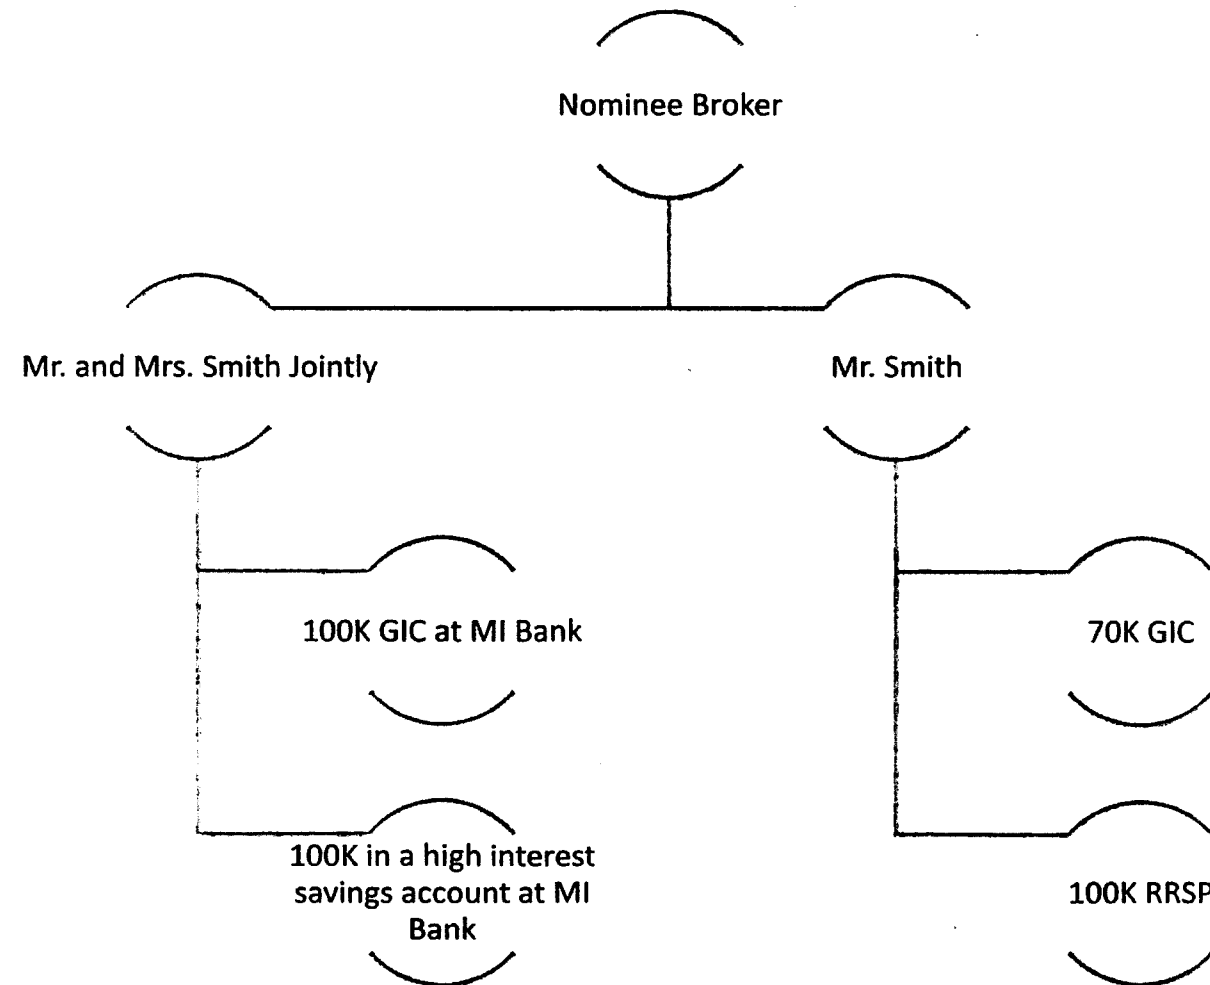 Nominee Broker
Mr. and Mrs. Smith Jointly
Mr. Smith
100K GIC at MI Bank
70K GIC
100K in a high interest
savings account at MI
Bank
100K RRSP